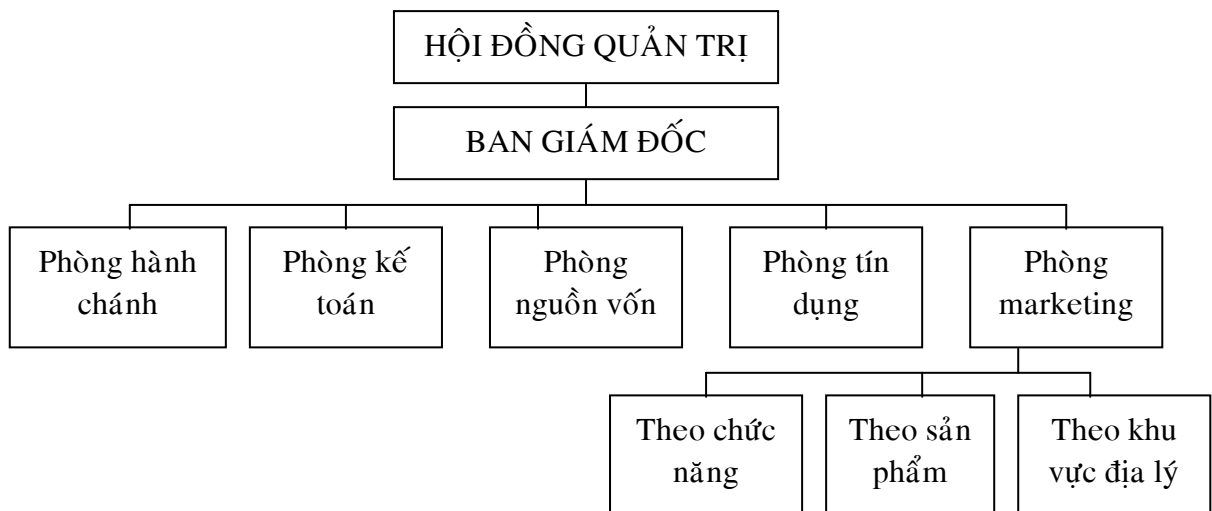 HỘI ĐỒNG QUẢN TRỊ
BAN GIÁM ĐỐC
Phòng hành
chánh
Phòng kế
toán
Phòng
nguồn vốn
Phòng tín
dụng
Phòng
marketing
Theo chức
năng
Theo sản
phẩm
Theo khu
vực địa lý